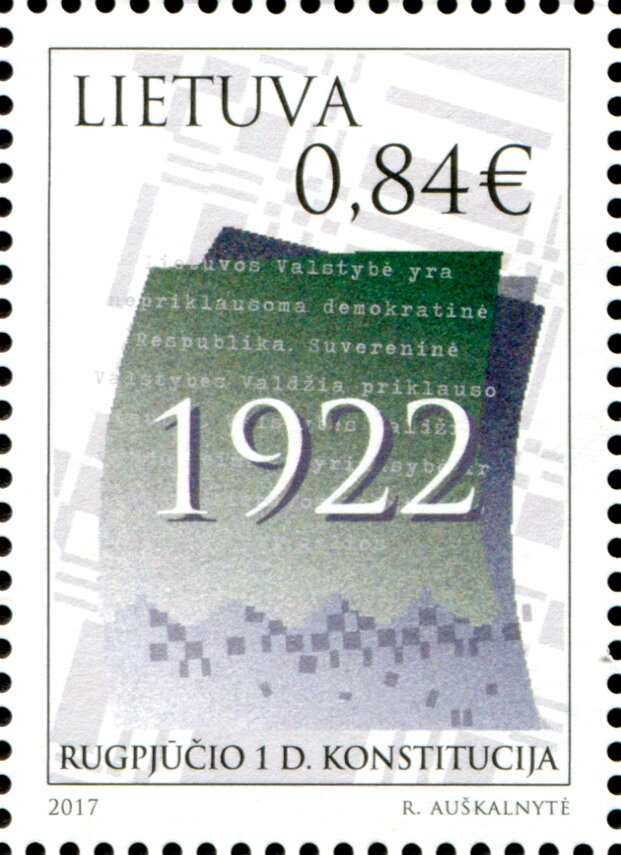 LIETUVA
0,84€
Lietuvos Valstybė yra
nepriklausoma demokratinė
Respublika. Suvereninė
Valstybės Valdžia priklauso
1922
RUGPJŪČIO 1 D. KONSTITUCIJA
2017
R. AUŠKALNYTĖ